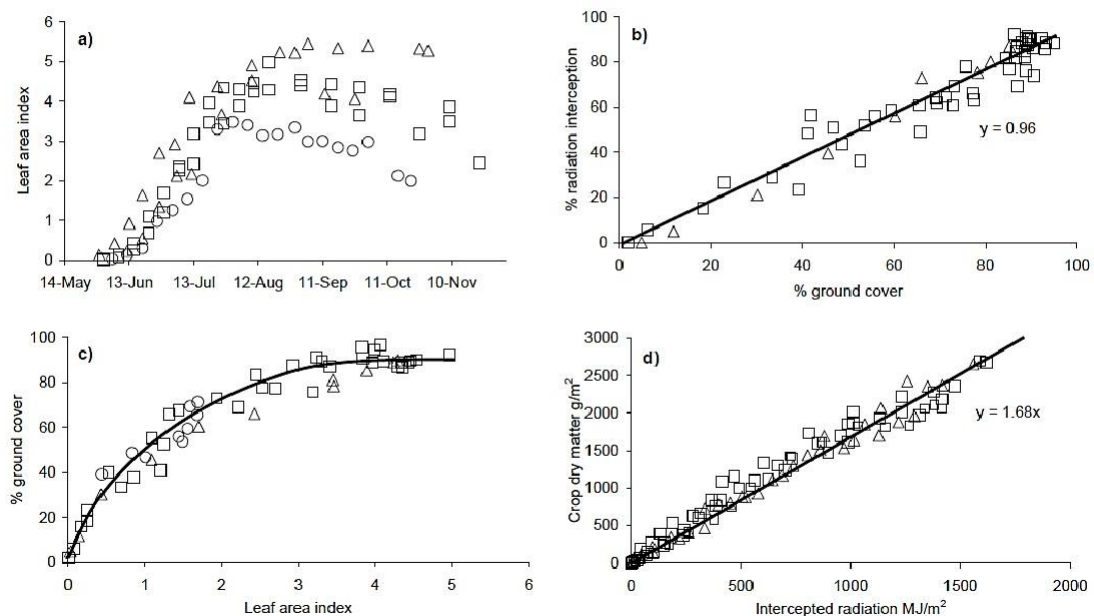 a)
Leaf area index
6
5
4
3
2
1
0
14-May 13-Jun 13-Jul 12-Aug 11-Sep 11-Oct 10-Nov
b)
% radiation interception
100
80
60
40
20
0
y = 0.96
0 20 40 60 80 100
% ground cover
c)
% ground cover
100
80
60
40
20
0
0 1 2 3 4 5 6
Leaf area index
d)
Crop dry matter g/m²
3000
2500
2000
1500
1000
500
0
y = 1.68x
0 500 1000 1500 2000
Intercepted radiation MJ/m²